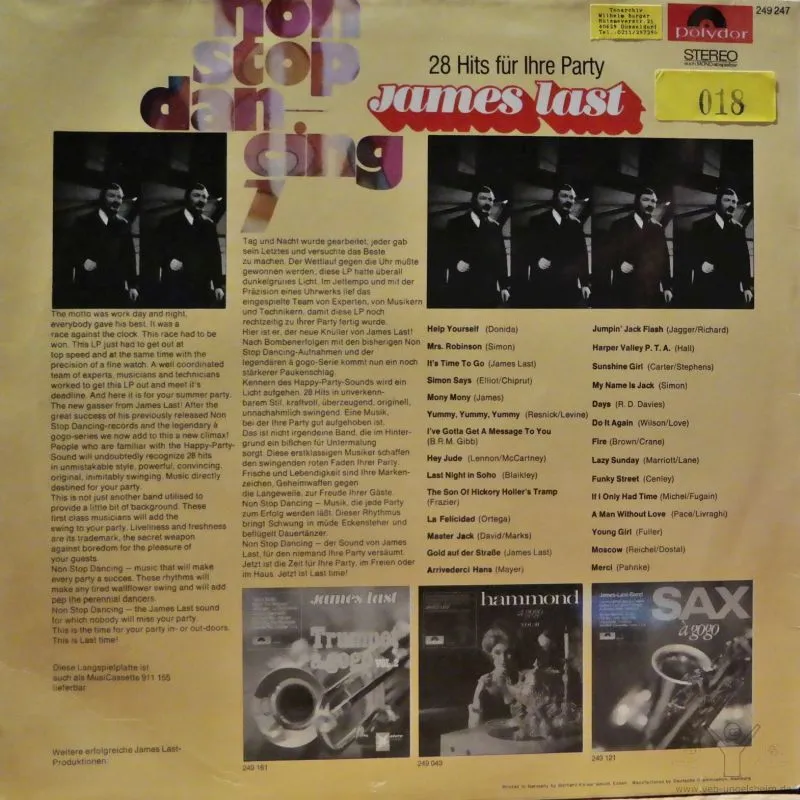 non
stop
dan-
cing
7
28 Hits für Ihre Party
james last
Tonarchiv
Wilhelm Burger
Düsseldorf
polydor
249 247
STEREO
018
The motto was work day and night,
everybody gave his best. It was a
race against the clock. This race had to be
won. This LP just had to get out at
top speed and at the same time with the
precision of a fine watch. A well coordinated
team of experts, musicians and technicians
worked to get this LP out and meet it's
deadline. And here it is for your summer party.
The new gasser from James Last! After the
great success of his previously released Non
Stop Dancing-records and the legendary à
gogo-series we now add to this a new climax!
People who are familiar with the Happy-Party-
Sound will undoubtedly recognize 28 hits
in unmistakable style, powerful, convincing,
original, inimitably swinging. Music directly
destined for your party.
This is not just another band utilised to
provide a little bit of background. These
first class musicians will add the
swing to your party. Liveliness and freshness
are its trademark, the secret weapon
against boredom for the pleasure of
your guests.
Non Stop Dancing – music that will make
every party a succes. Those rhythms will
make any tired wallflower swing and will add
pep the perennial dancers.
Non Stop Dancing – the James Last sound
for which nobody will miss your party.
This is the time for your party in- or out-doors.
This is Last time!
Diese Langspielplatte ist
auch als MusiCassette 911 155
lieferbar
Weitere erfolgreiche James Last-
Produktionen:
Tag und Nacht wurde gearbeitet, jeder gab
sein Letztes und versuchte das Beste
zu machen. Der Wettlauf gegen die Uhr mußte
gewonnen werden; diese LP hatte überall
dunkelgrünes Licht. Im Jettempo und mit der
Präzision eines Uhrwerks lief das
eingespielte Team von Experten, von Musikern
und Technikern, damit diese LP noch
rechtzeitig zu Ihrer Party fertig wurde.
Hier ist er, der neue Knüller von James Last!
Nach Bombenerfolgen mit den bisherigen Non
Stop Dancing-Aufnahmen und der
legendären à gogo-Serie kommt nun ein noch
stärkerer Paukenschlag.
Kennern des Happy-Party-Sounds wird ein
Licht aufgehen. 28 Hits in unverkenn-
barem Stil, kraftvoll, überzeugend, originell,
unnachahmlich swingend. Eine Musik,
bei der Ihre Party gut aufgehoben ist.
Das ist nicht irgendeine Band, die im Hinter-
grund ein bißchen für Untermalung
sorgt. Diese erstklassigen Musiker schaffen
den swingenden roten Faden Ihrer Party.
Frische und Lebendigkeit sind Ihre Marken-
zeichen, Geheimwaffen gegen
die Langeweile, zur Freude Ihrer Gäste.
Non Stop Dancing – Musik, die jede Party
zum Erfolg werden läßt. Dieser Rhythmus
bringt Schwung in müde Eckensteher und
beflügelt Dauertänzer.
Non Stop Dancing – der Sound von James
Last, für den niemand Ihre Party versäumt.
Jetzt ist die Zeit für Ihre Party, im Freien oder
im Haus. Jetzt ist Last time!
Help Yourself (Donida)
Mrs. Robinson (Simon)
It's Time To Go (James Last)
Simon Says (Elliot/Chiprut)
Mony Mony (James)
Yummy, Yummy, Yummy (Resnick/Levine)
I've Gotta Get A Message To You
(B.R.M. Gibb)
Hey Jude (Lennon/McCartney)
Last Night in Soho (Blaikley)
The Son Of Hickory Holler's Tramp
(Frazier)
La Felicidad (Ortega)
Master Jack (David/Marks)
Gold auf der Straße (James Last)
Arrivederci Hans (Mayer)
Jumpin' Jack Flash (Jagger/Richard)
Harper Valley P. T. A. (Hall)
Sunshine Girl (Carter/Stephens)
My Name Is Jack (Simon)
Days (R. D. Davies)
Do It Again (Wilson/Love)
Fire (Brown/Crane)
Lazy Sunday (Marriott/Lane)
Funky Street (Conley)
If I Only Had Time (Michel/Fugain)
A Man Without Love (Pace/Livraghi)
Young Girl (Fuller)
Moscow (Reichel/Dostal)
Merci (Pahnke)
james last
Trumpet
à gogo VOL. 2
249 161
hammond
à gogo
VOL. II
249 043
James-Last-Band
SAX
à gogo
249 121